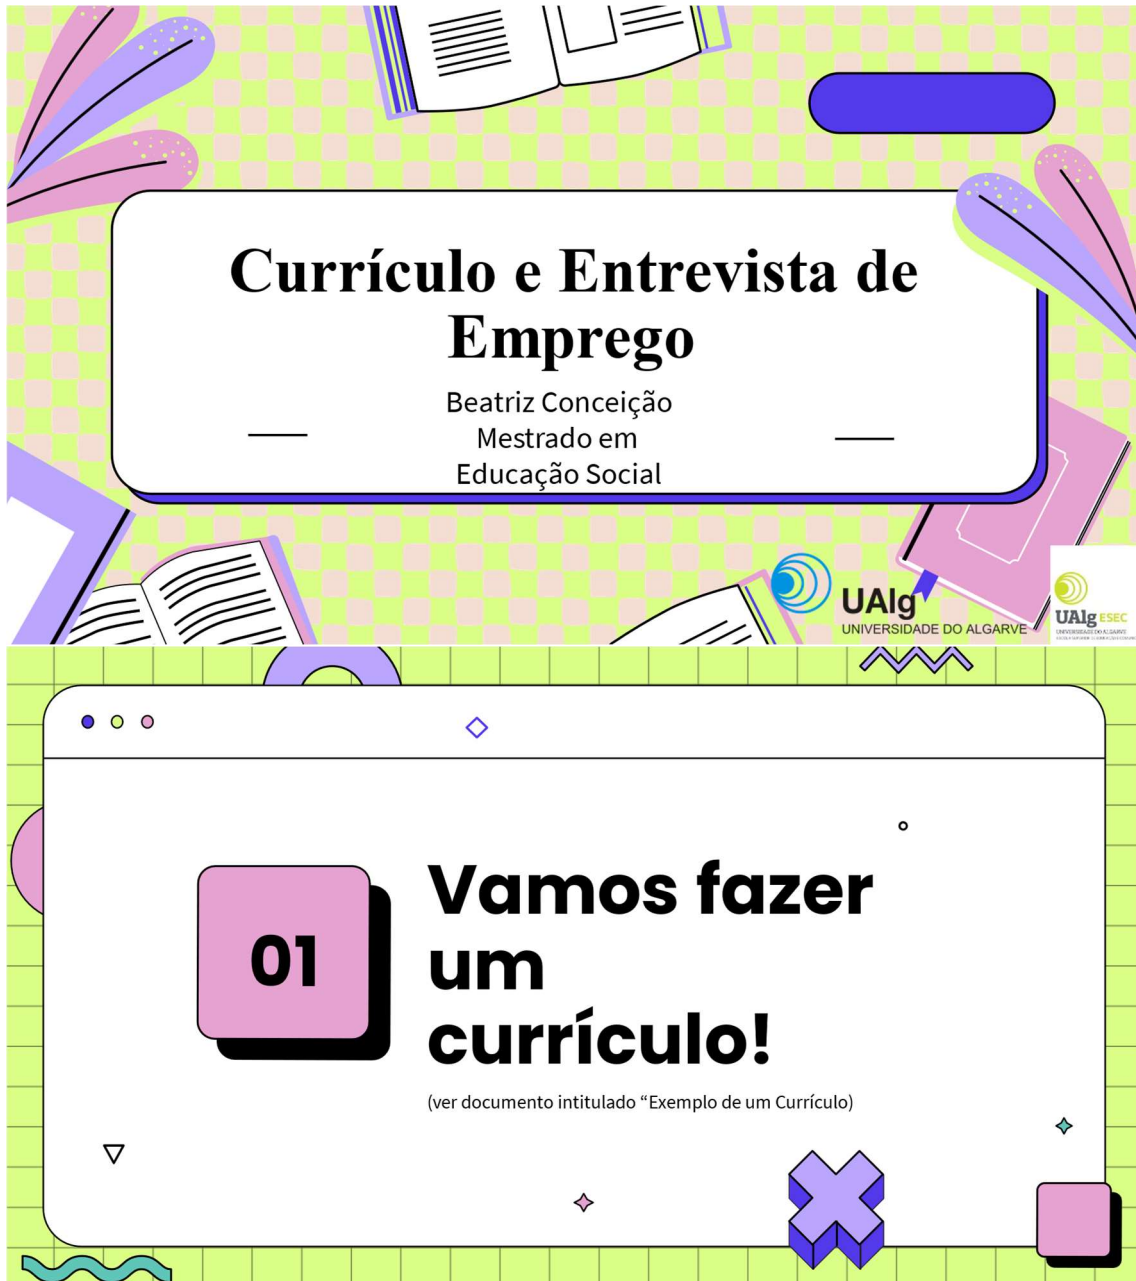 Currículo e Entrevista de
Emprego
Beatriz Conceição
Mestrado em
Educação Social
UAlg
UNIVERSIDADE DO ALGARVE
UAlg ESEC
UNIVERSIDADE DO ALGARVE
01
Vamos fazer
um
currículo!
(ver documento intitulado “Exemplo de um Currículo)